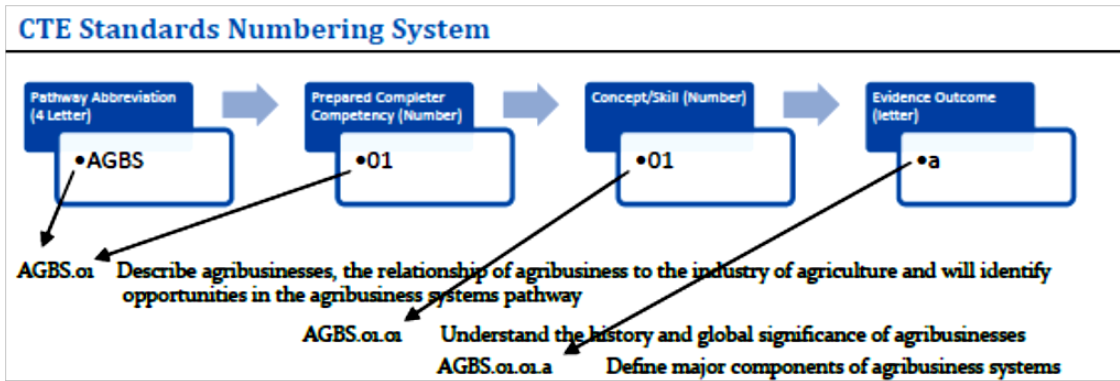 CTE Standards Numbering System
Pathway Abbreviation
(4 Letter)
•AGBS
Prepared Completer
Competency (Number)
•01
Concept/Skill (Number)
•01
Evidence Outcome
(letter)
•a
AGBS.01 Describe agribusinesses, the relationship of agribusiness to the industry of agriculture and will identify
opportunities in the agribusiness systems pathway
AGBS.01.01 Understand the history and global significance of agribusinesses
AGBS.01.01.a Define major components of agribusiness systems